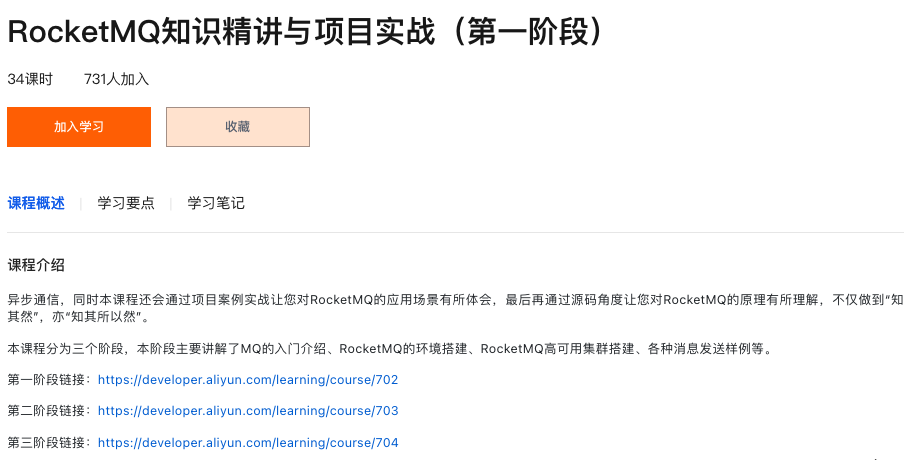 RocketMQ知识精讲与项目实战（第一阶段）
34课时 731人加入
加入学习 收藏
课程概述 学习要点 学习笔记
课程介绍
异步通信，同时本课程还会通过项目案例实战让您对RocketMQ的应用场景有所体会，最后再通过源码角度让您对RocketMQ的原理有所理解，不仅做到“知
其然”，亦“知其所以然”。
本课程分为三个阶段，本阶段主要讲解了MQ的入门介绍、RocketMQ的环境搭建、RocketMQ高可用集群搭建、各种消息发送样例等。
第一阶段链接：https://developer.aliyun.com/learning/course/702
第二阶段链接：https://developer.aliyun.com/learning/course/703
第三阶段链接：https://developer.aliyun.com/learning/course/704